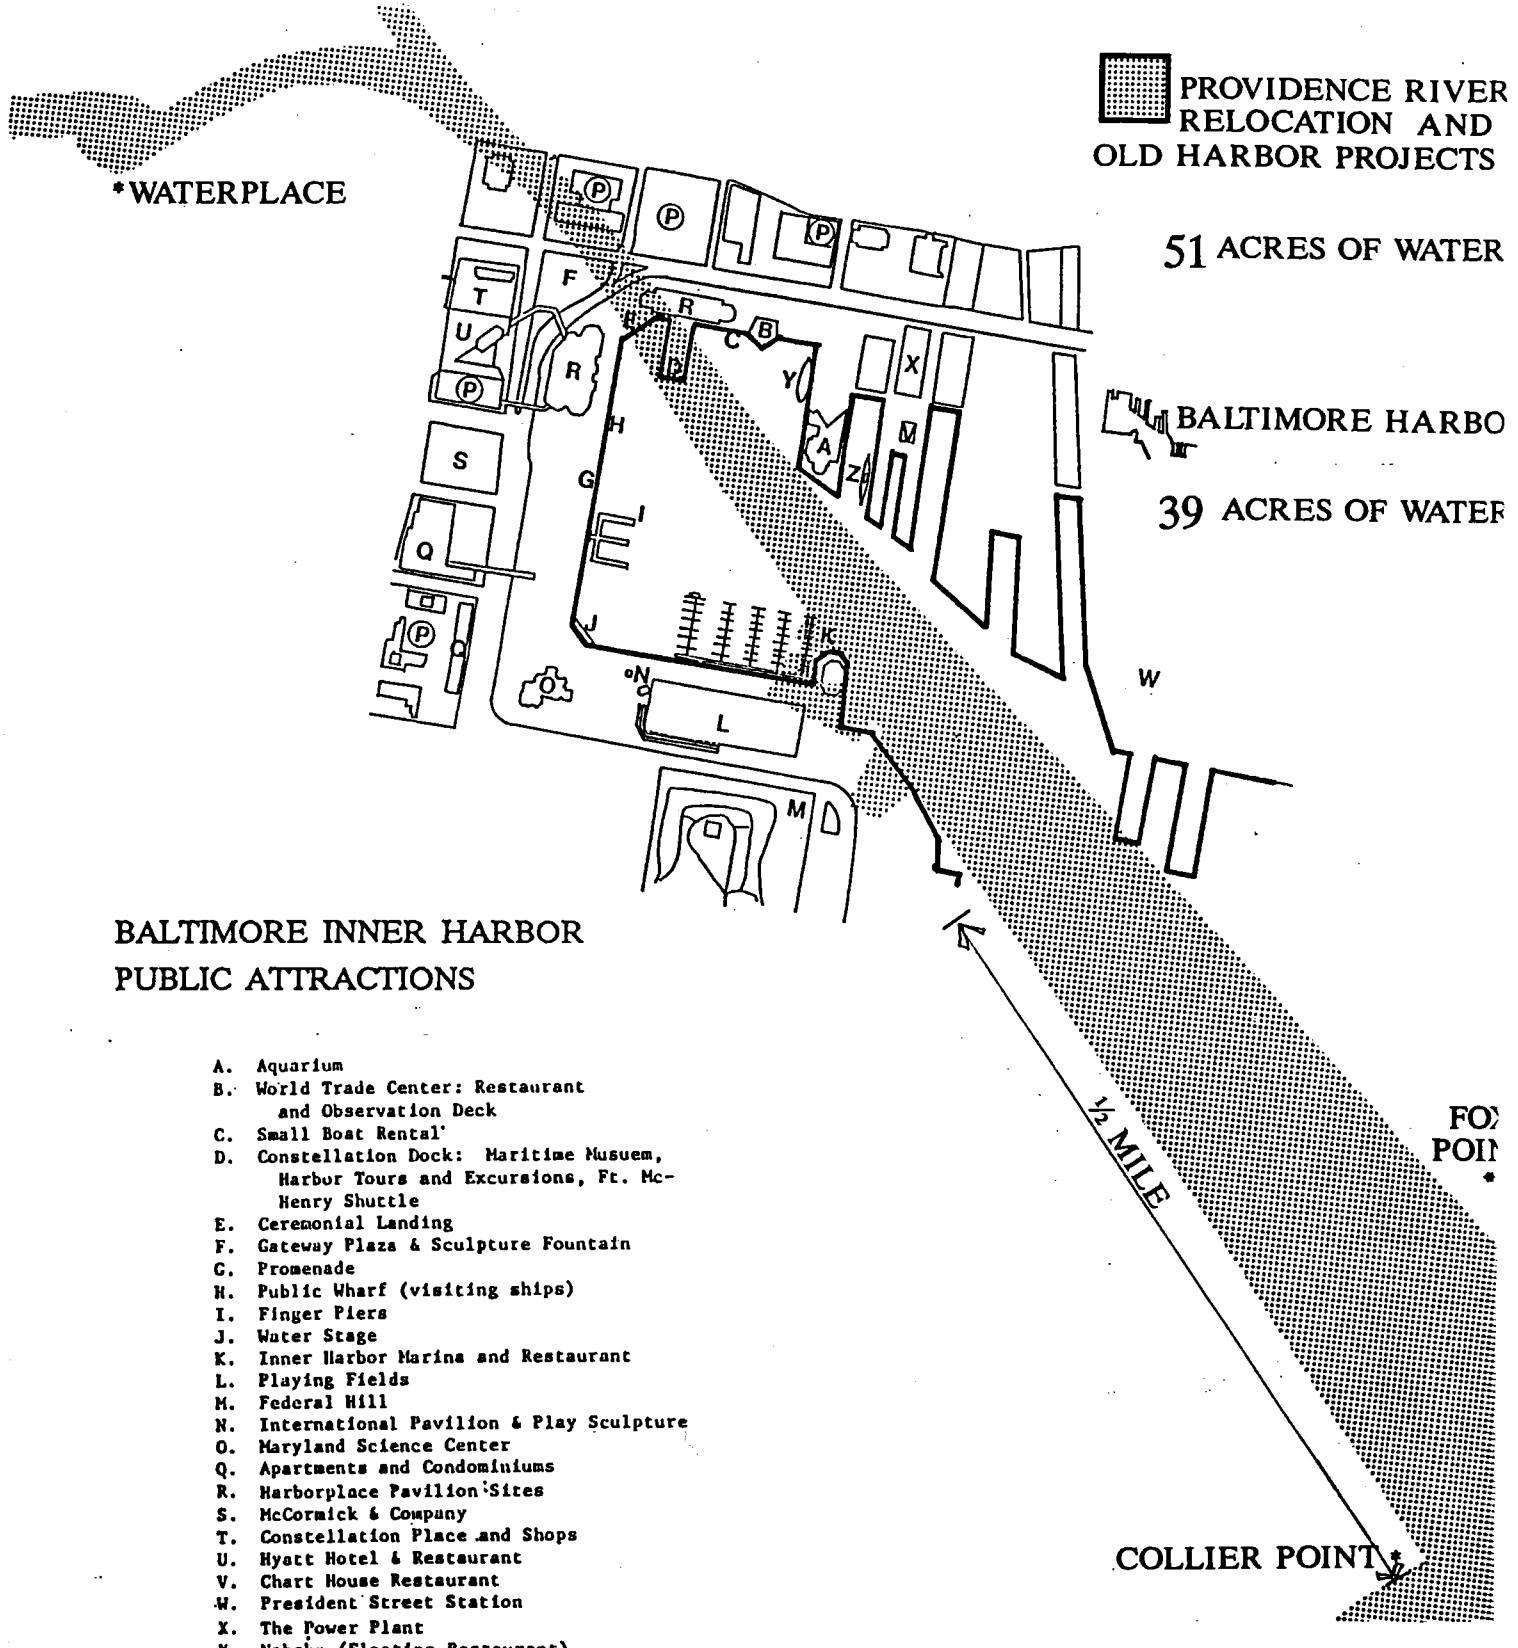 PROVIDENCE RIVER
RELOCATION AND
OLD HARBOR PROJECTS
*WATERPLACE
51 ACRES OF WATER
P
P
P
F
T
R
U
E
B
C
D
R
X
Y
P
BALTIMORE HARBO
H
M
A
S
Z
G
39 ACRES OF WATER
I
Q
J
K
P
W
N
O
L
M
BALTIMORE INNER HARBOR
PUBLIC ATTRACTIONS
A. Aquarium
B. World Trade Center: Restaurant
and Observation Deck
C. Small Boat Rental
D. Constellation Dock: Maritime Musuem,
Harbor Tours and Excursions, Ft. Mc-
Henry Shuttle
E. Ceremonial Landing
F. Gateway Plaza & Sculpture Fountain
G. Promenade
H. Public Wharf (visiting ships)
I. Finger Piers
J. Water Stage
K. Inner Harbor Marina and Restaurant
L. Playing Fields
M. Federal Hill
N. International Pavilion & Play Sculpture
O. Maryland Science Center
Q. Apartments and Condominiums
R. Harborplace Pavilion Sites
S. McCormick & Company
T. Constellation Place and Shops
U. Hyatt Hotel & Restaurant
V. Chart House Restaurant
W. President Street Station
X. The Power Plant
(Floating Restaurant)
½ MILE
FOX
POIN
*
COLLIER POINT *